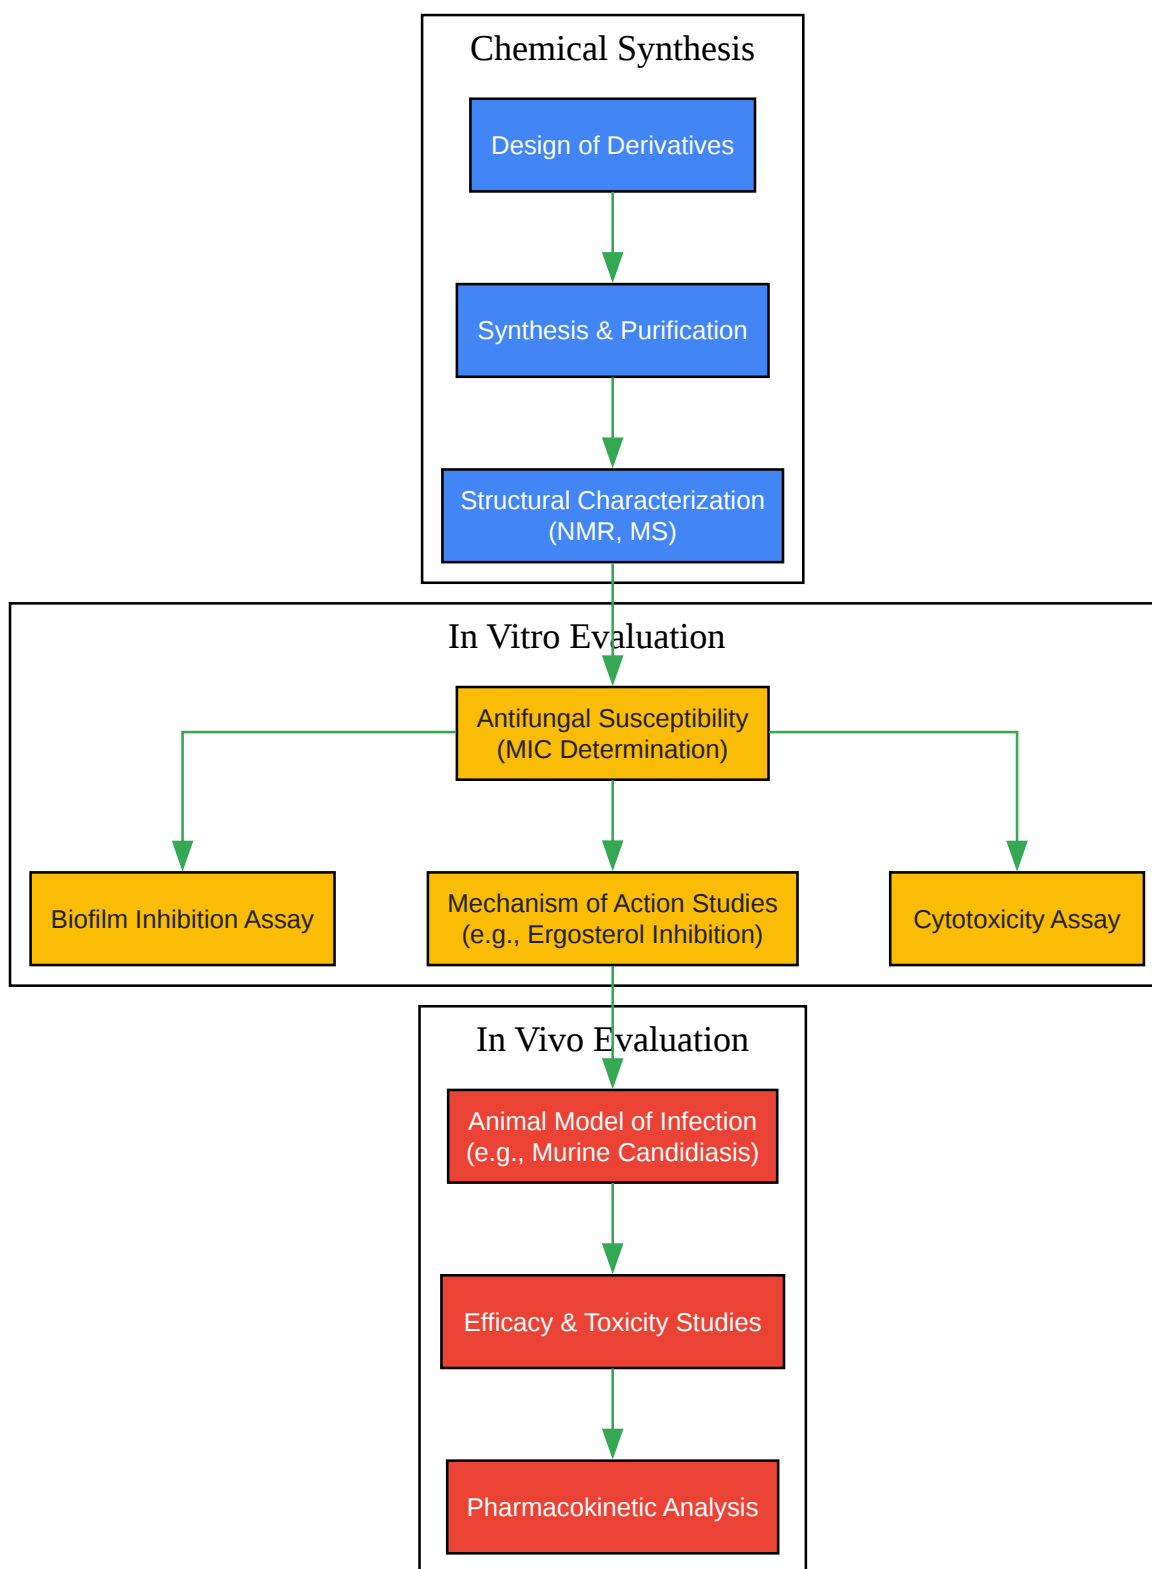 Chemical Synthesis
Design of Derivatives
Synthesis & Purification
Structural Characterization
(NMR, MS)
In Vitro Evaluation
Antifungal Susceptibility
(MIC Determination)
Biofilm Inhibition Assay
Mechanism of Action Studies
(e.g., Ergosterol Inhibition)
Cytotoxicity Assay
In Vivo Evaluation
Animal Model of Infection
(e.g., Murine Candidiasis)
Efficacy & Toxicity Studies
Pharmacokinetic Analysis